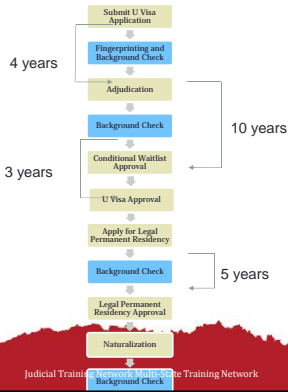 Submit U Visa
Application
Fingerprinting and
Background Check
4 years
Adjudication
Background Check
10 years
Conditional Waitlist
Approval
3 years
U Visa Approval
Apply for Legal
Permanent Residency
Background Check
5 years
Legal Permanent
Residency Approval
Naturalization
Judicial Training Network Multi-State Training Network
Background Check